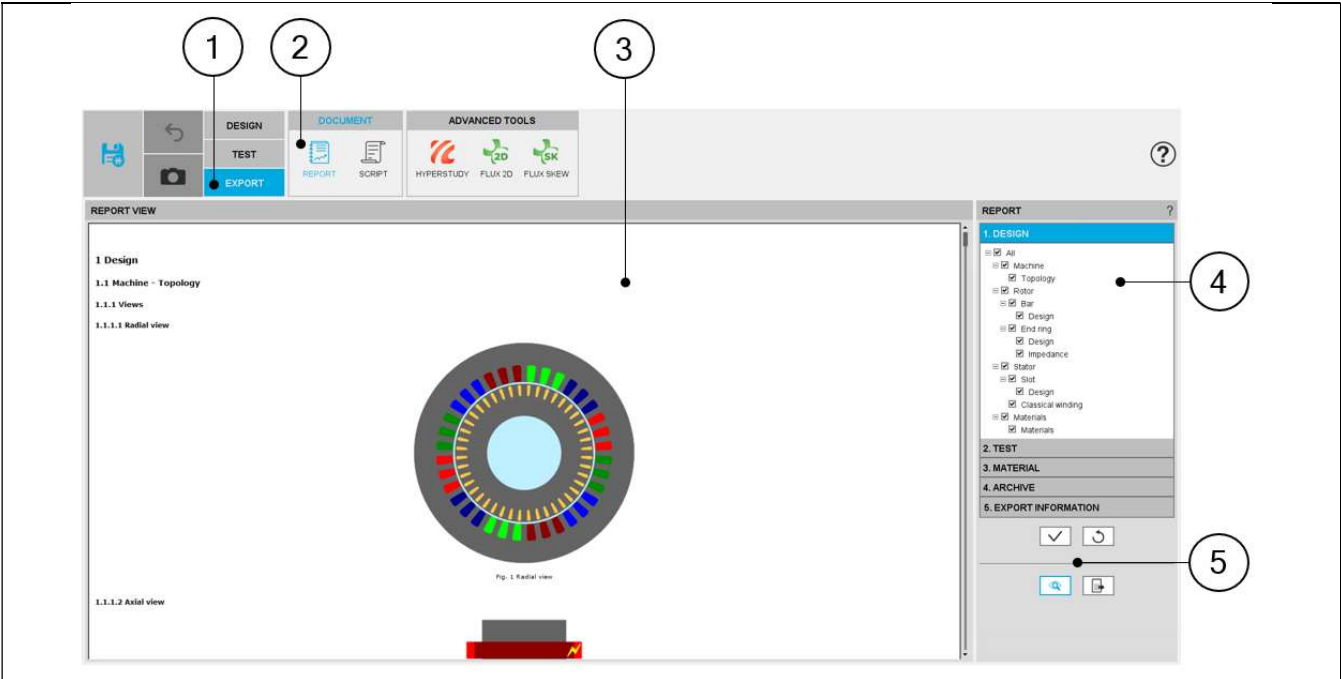 1
2
3
DESIGN
TEST
EXPORT
DOCUMENT
REPORT
SCRIPT
ADVANCED TOOLS
HYPERSTUDY
2D
FLUX 2D
SK
FLUX SKEW
?
REPORT VIEW
1 Design
1.1 Machine - Topology
1.1.1 Views
1.1.1.1 Radial view
Fig. 1 Radial view
1.1.1.2 Axial view
REPORT ?
1. DESIGN
All
Machine
Topology
Rotor
Bar
Design
End ring
Design
Impedance
Stator
Slot
Design
Classical winding
Materials
Materials
2. TEST
3. MATERIAL
4. ARCHIVE
5. EXPORT INFORMATION
4
5